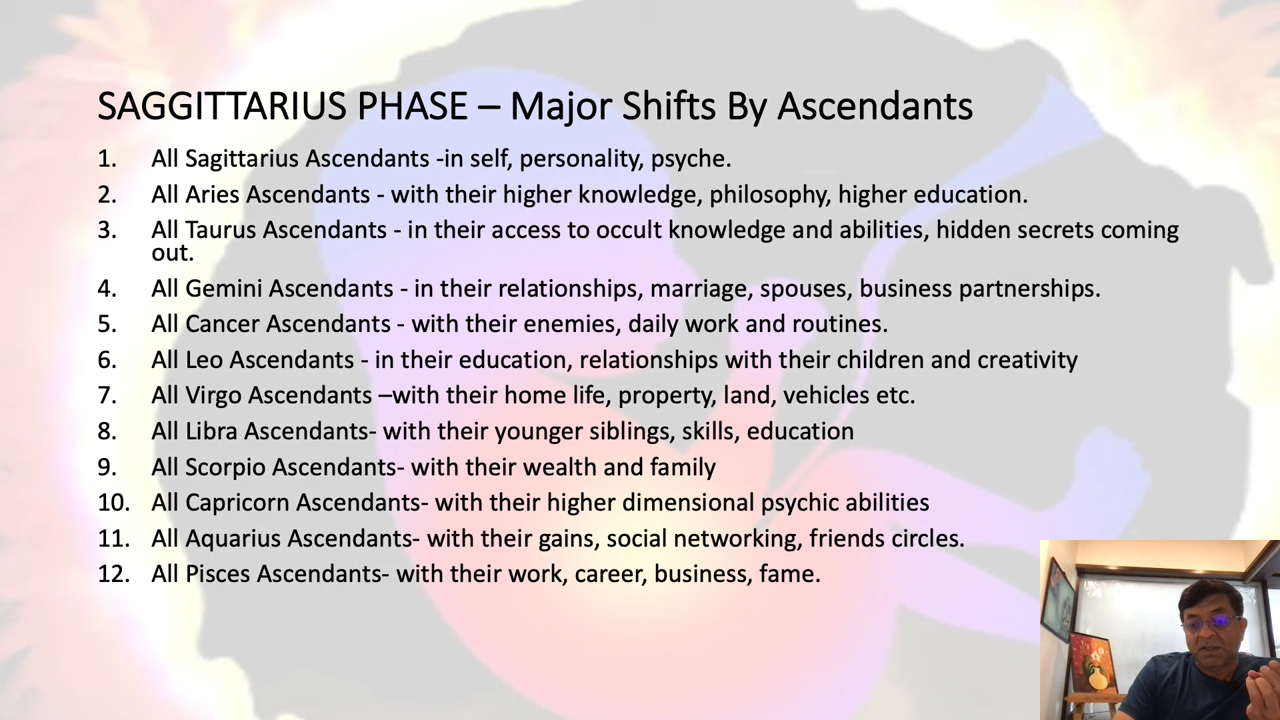 SAGGITTARIUS PHASE – Major Shifts By Ascendants
1. All Sagittarius Ascendants -in self, personality, psyche.
2. All Aries Ascendants - with their higher knowledge, philosophy, higher education.
3. All Taurus Ascendants - in their access to occult knowledge and abilities, hidden secrets coming
out.
4. All Gemini Ascendants - in their relationships, marriage, spouses, business partnerships.
5. All Cancer Ascendants - with their enemies, daily work and routines.
6. All Leo Ascendants - in their education, relationships with their children and creativity
7. All Virgo Ascendants –with their home life, property, land, vehicles etc.
8. All Libra Ascendants- with their younger siblings, skills, education
9. All Scorpio Ascendants- with their wealth and family
10. All Capricorn Ascendants- with their higher dimensional psychic abilities
11. All Aquarius Ascendants- with their gains, social networking, friends circles.
12. All Pisces Ascendants- with their work, career, business, fame.